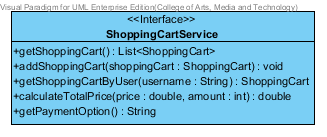 Visual Paradigm for UML Enterprise Edition(College of Arts, Media and Technology)
<<Interface>>
ShoppingCartService
+getShoppingCart() : List<ShoppingCart>
+addShoppingCart(shoppingCart : ShoppingCart) : void
+getShoppingCartByUser(username : String) : ShoppingCart
+calculateTotalPrice(price : double, amount : int) : double
+getPaymentOption() : String